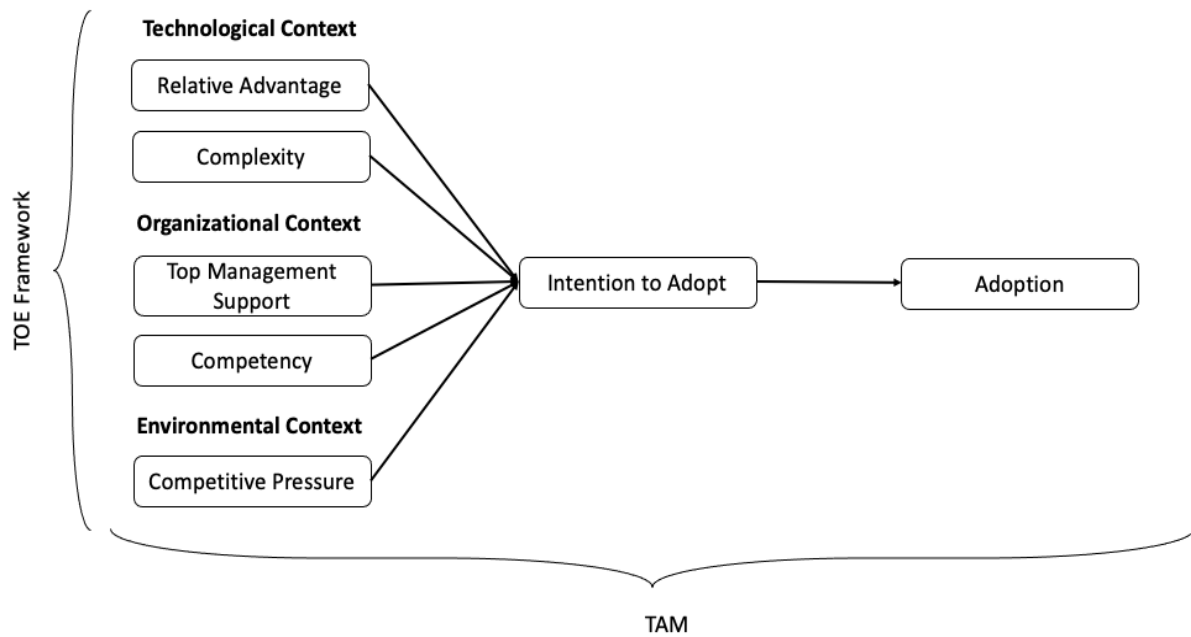 Technological Context
Relative Advantage
Complexity
Organizational Context
Top Management
Support
Competency
Environmental Context
Competitive Pressure
TOE Framework
Intention to Adopt
Adoption
TAM